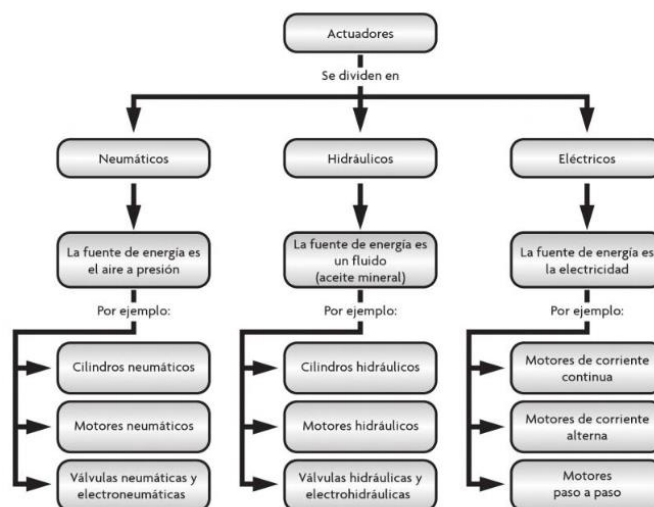 Actuadores
Se dividen en
Neumáticos
Hidráulicos
Eléctricos
La fuente de energía es
el aire a presión
La fuente de energía es
un fluido
(aceite mineral)
La fuente de energía es
la electricidad
Por ejemplo:
Por ejemplo:
Por ejemplo:
Cilindros neumáticos
Cilindros hidráulicos
Motores de corriente
continua
Motores neumáticos
Motores hidráulicos
Motores de corriente
alterna
Válvulas neumáticas y
electroneumáticas
Válvulas hidráulicas y
electrohidráulicas
Motores
paso a paso